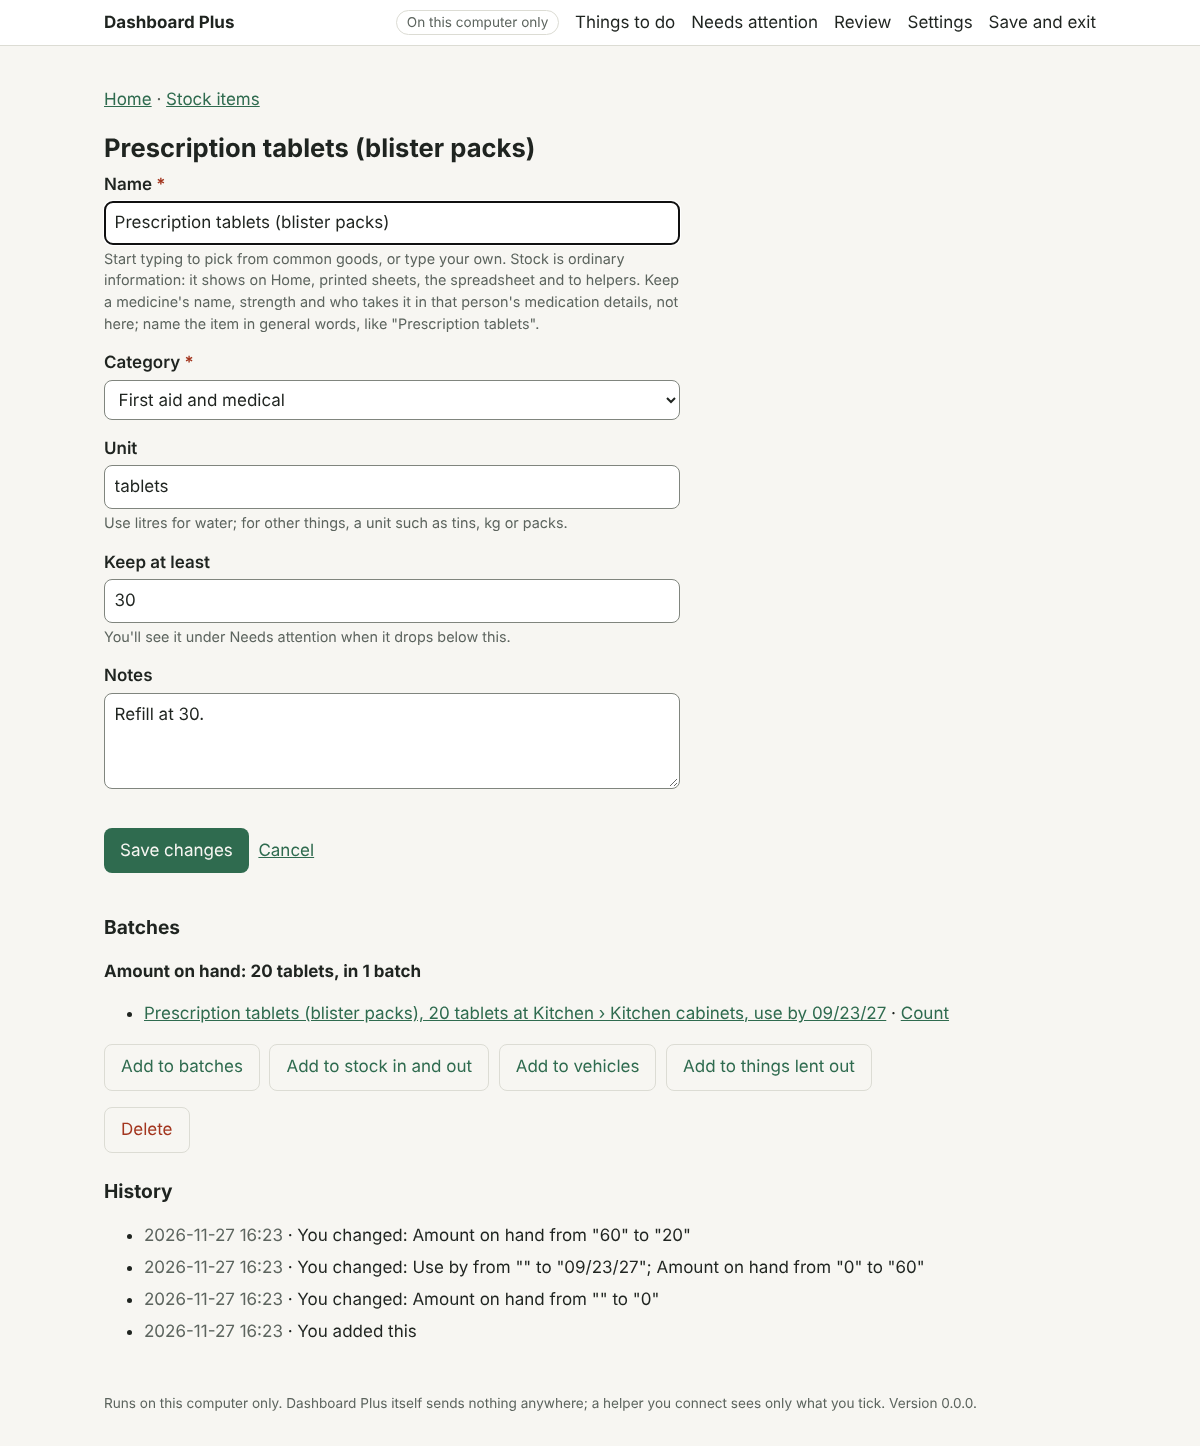 Dashboard Plus
On this computer only
Things to do
Needs attention
Review
Settings
Save and exit
Home · Stock items
Prescription tablets (blister packs)
Name *
Prescription tablets (blister packs)
Start typing to pick from common goods, or type your own. Stock is ordinary
information: it shows on Home, printed sheets, the spreadsheet and to helpers. Keep
a medicine's name, strength and who takes it in that person's medication details, not
here; name the item in general words, like "Prescription tablets".
Category *
First aid and medical
Unit
tablets
Use litres for water; for other things, a unit such as tins, kg or packs.
Keep at least
30
You'll see it under Needs attention when it drops below this.
Notes
Refill at 30.
Save changes
Cancel
Batches
Amount on hand: 20 tablets, in 1 batch
Prescription tablets (blister packs), 20 tablets at Kitchen › Kitchen cabinets, use by 09/23/27 · Count
Add to batches
Add to stock in and out
Add to vehicles
Add to things lent out
Delete
History
2026-11-27 16:23 · You changed: Amount on hand from "60" to "20"
2026-11-27 16:23 · You changed: Use by from "" to "09/23/27"; Amount on hand from "0" to "60"
2026-11-27 16:23 · You changed: Amount on hand from "" to "0"
2026-11-27 16:23 · You added this
Runs on this computer only. Dashboard Plus itself sends nothing anywhere; a helper you connect sees only what you tick. Version 0.0.0.